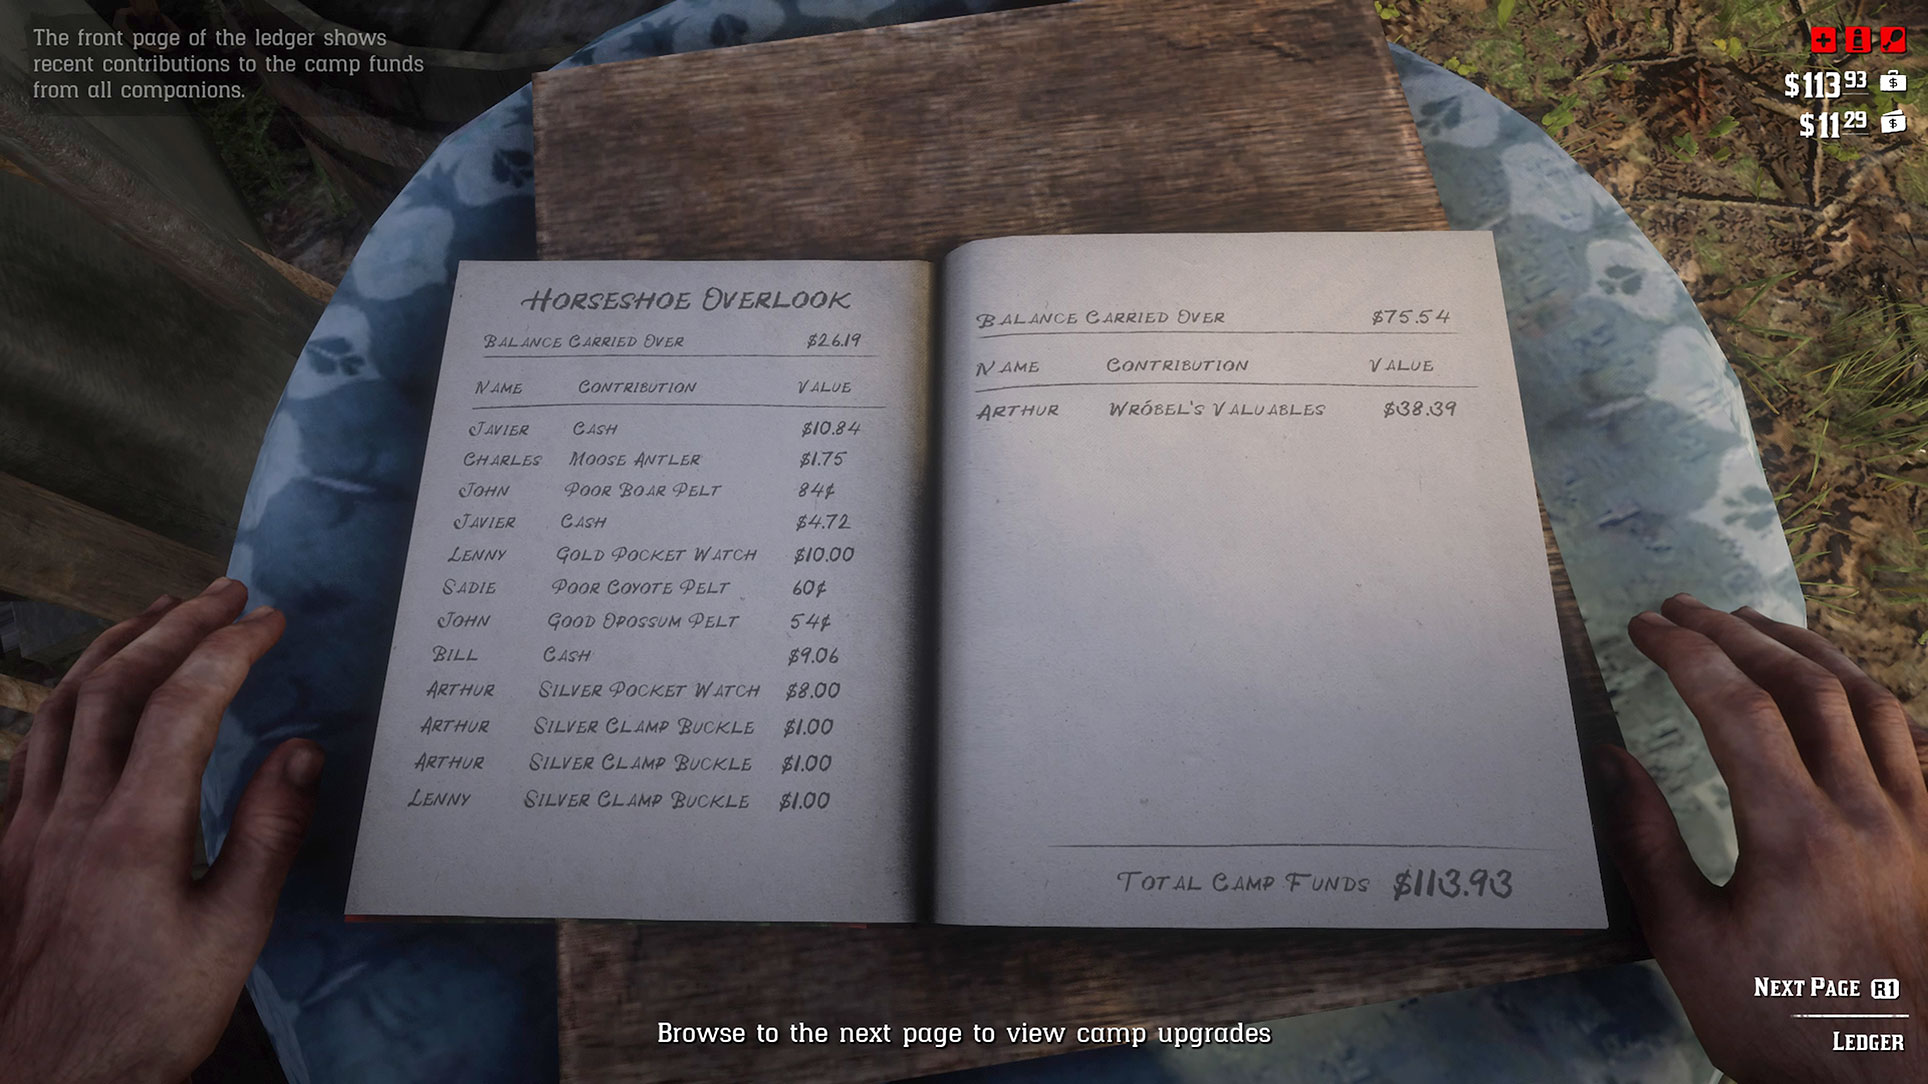 The front page of the ledger shows
recent contributions to the camp funds
from all companions.
$113.93
$11.29
HORSESHOE OVERLOOK
BALANCE CARRIED OVER $26.19
NAME CONTRIBUTION VALUE
JAVIER CASH $10.84
CHARLES MOOSE ANTLER $1.75
JOHN POOR BOAR PELT 84¢
JAVIER CASH $4.72
LENNY GOLD POCKET WATCH $10.00
SADIE POOR COYOTE PELT 60¢
JOHN GOOD OPOSSUM PELT 54¢
BILL CASH $9.06
ARTHUR SILVER POCKET WATCH $8.00
ARTHUR SILVER CLAMP BUCKLE $1.00
ARTHUR SILVER CLAMP BUCKLE $1.00
LENNY SILVER CLAMP BUCKLE $1.00
BALANCE CARRIED OVER $75.54
NAME CONTRIBUTION VALUE
ARTHUR WRÓBEL'S VALUABLES $38.39
TOTAL CAMP FUNDS $113.93
NEXT PAGE R1
LEDGER
Browse to the next page to view camp upgrades